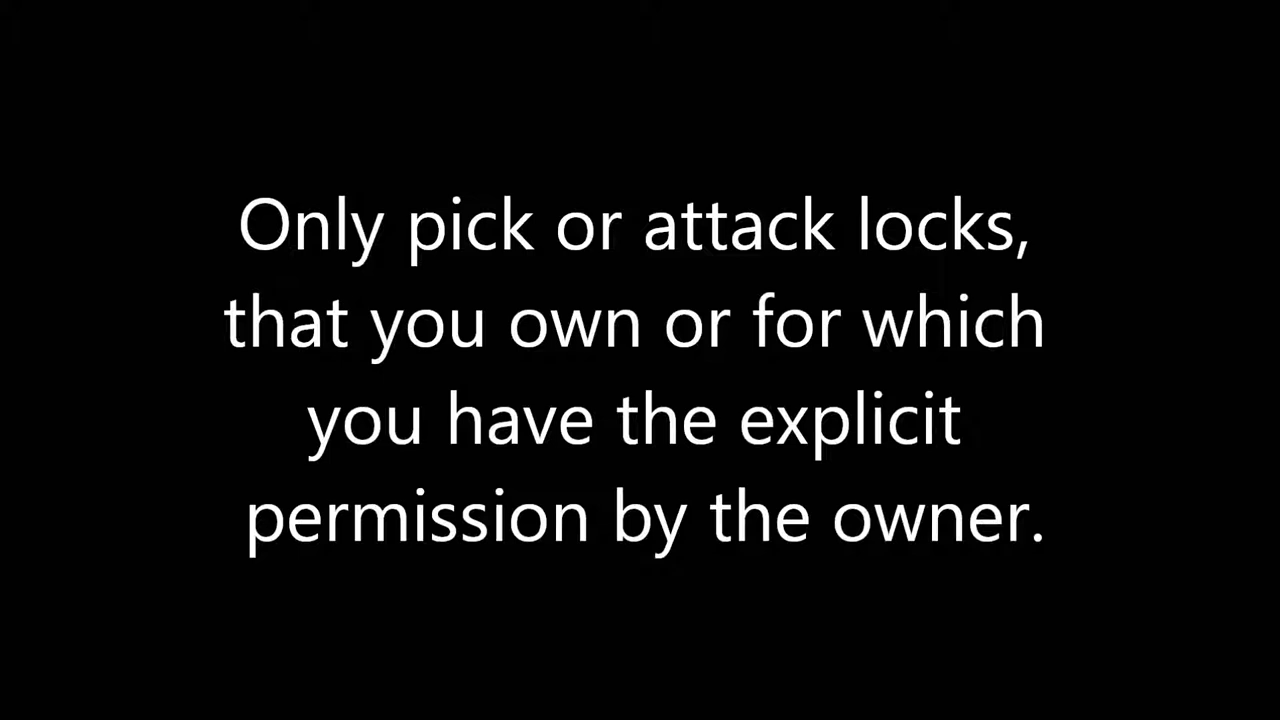 Only pick or attack locks,
that you own or for which
you have the explicit
permission by the owner.